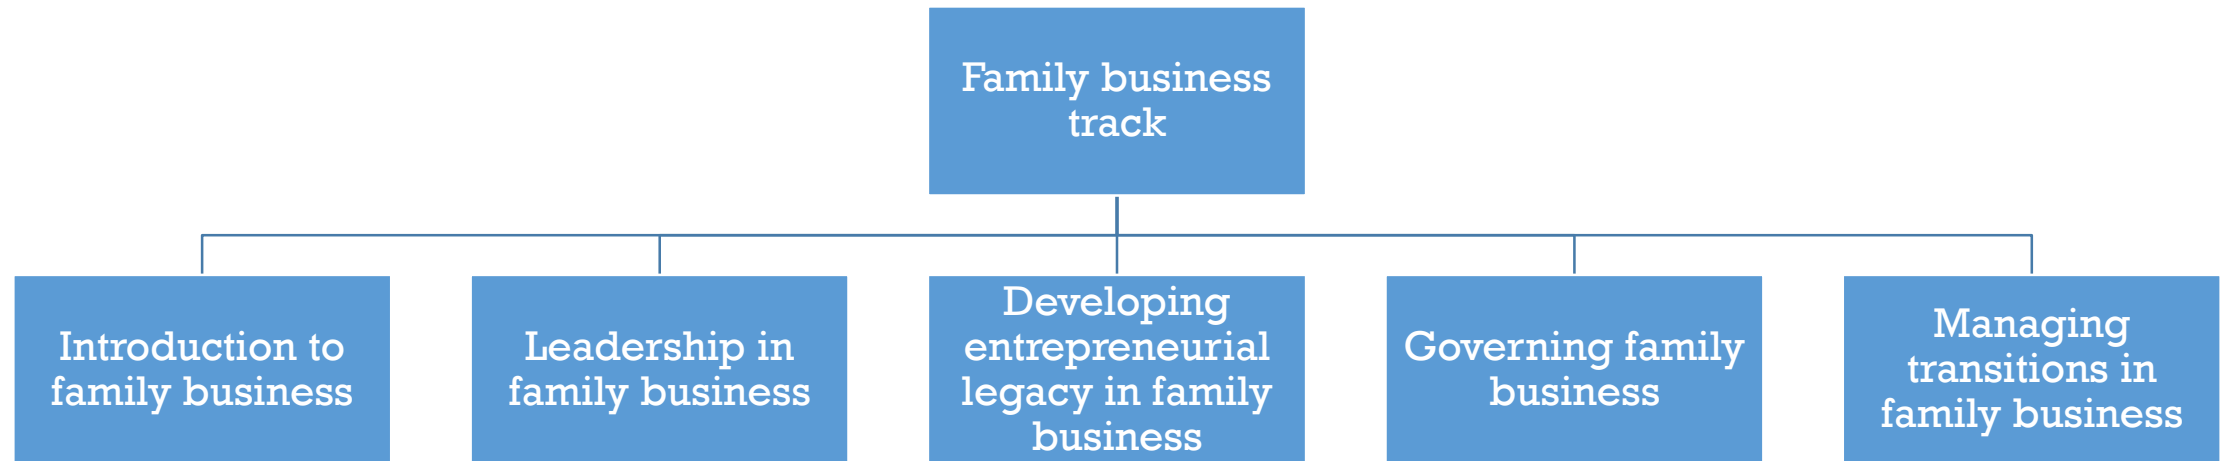 Family business
track
Introduction to
family business
Leadership in
family business
Developing
entrepreneurial
legacy in family
business
Governing family
business
Managing
transitions in
family business